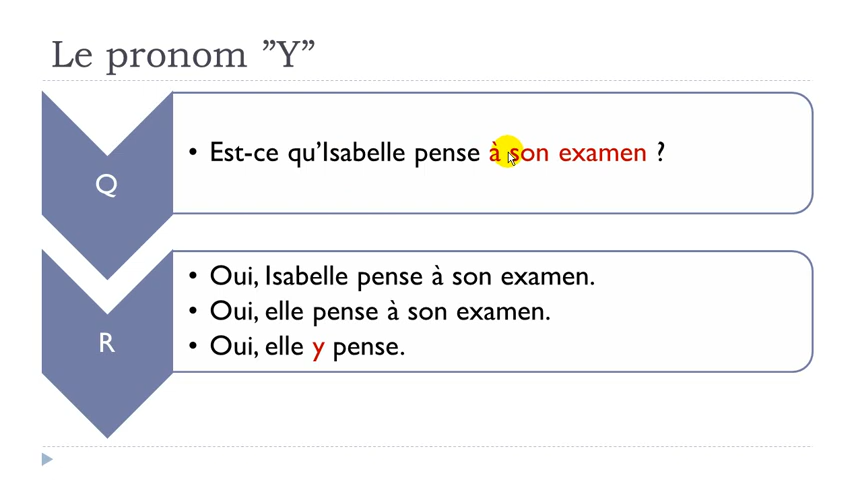 Le pronom ”Y”
Q
• Est-ce qu’Isabelle pense à son examen ?
R
• Oui, Isabelle pense à son examen.
• Oui, elle pense à son examen.
• Oui, elle y pense.